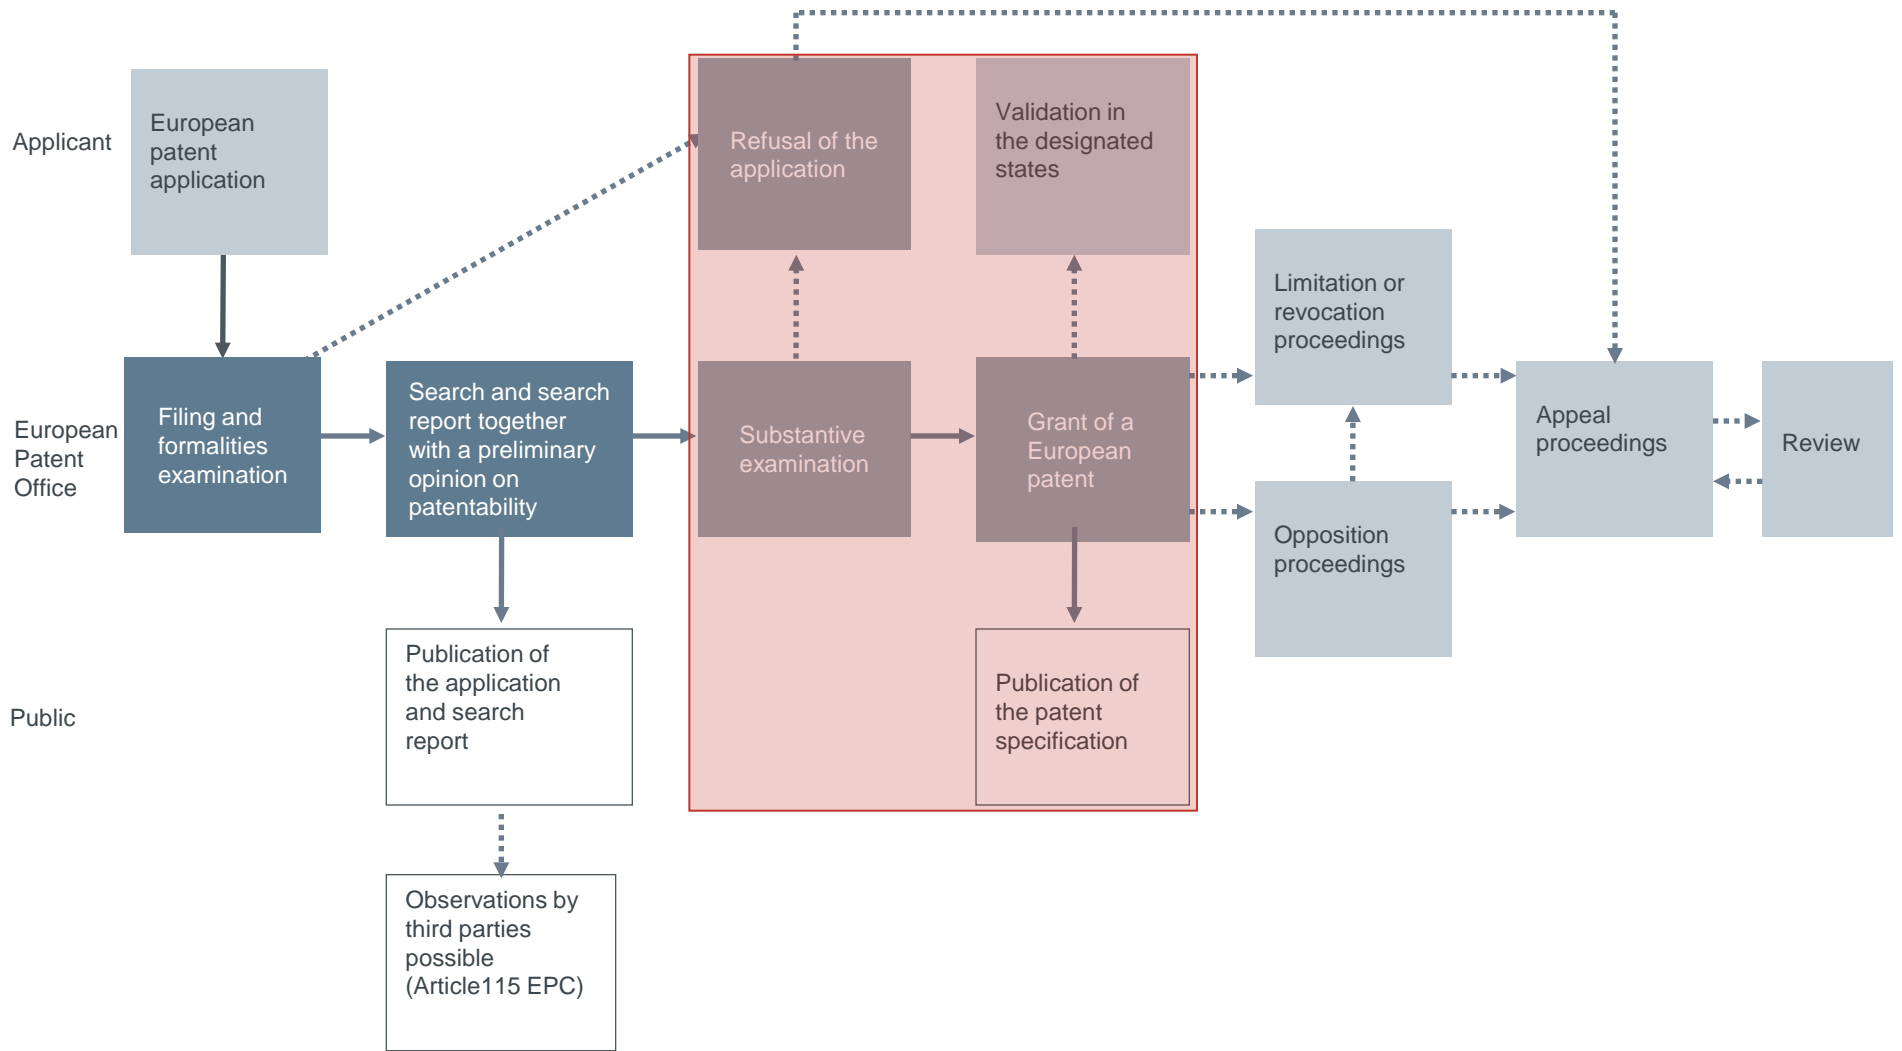 Applicant
European
patent
application
Refusal of the
application
Validation in
the designated
states
Limitation or
revocation
proceedings
European
Patent
Office
Filing and
formalities
examination
Search and search
report together
with a preliminary
opinion on
patentability
Substantive
examination
Grant of a
European
patent
Appeal
proceedings
Review
Opposition
proceedings
Public
Publication of
the application
and search
report
Publication of
the patent
specification
Observations by
third parties
possible
(Article115 EPC)